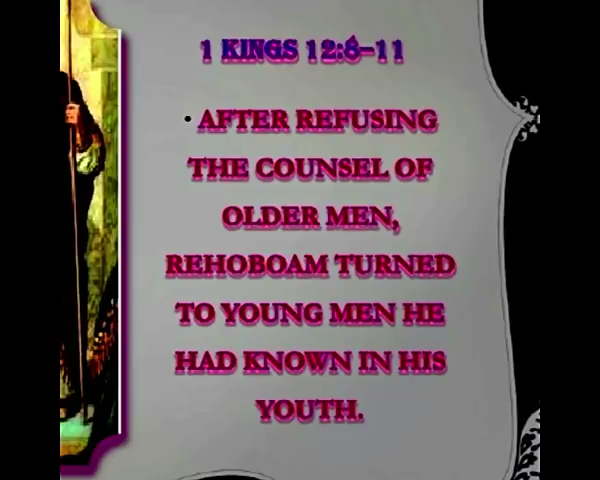 1 KINGS 12:8–11
• AFTER REFUSING
THE COUNSEL OF
OLDER MEN,
REHOBOAM TURNED
TO YOUNG MEN HE
HAD KNOWN IN HIS
YOUTH.